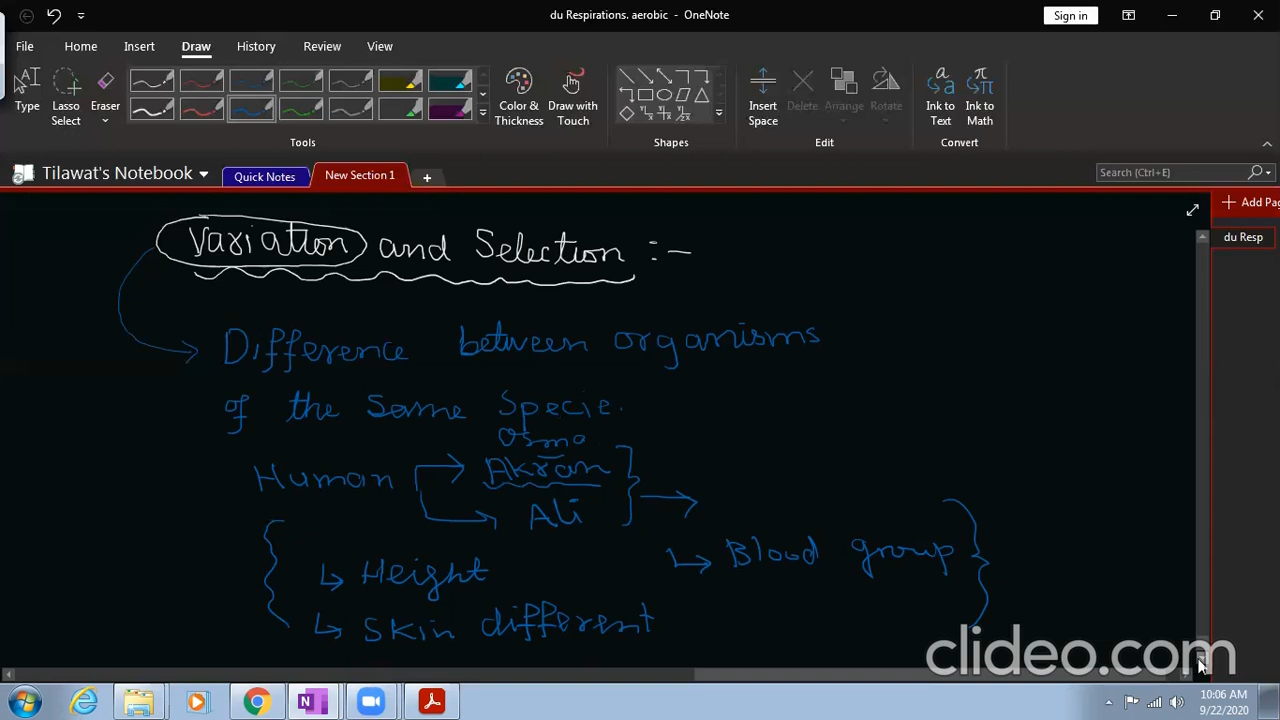 du Respirations. aerobic - OneNote
Sign in
File Home Insert Draw History Review View
Type
Lasso Select
Eraser
Color & Thickness
Draw with Touch
Insert Space
Delete
Arrange
Rotate
Ink to Text
Ink to Math
Tools Shapes Edit Convert
Tilawat's Notebook Quick Notes New Section 1
Search (Ctrl+E)
Add Pag
du Resp
Variation and Selection :-
Difference between organisms
of the same Specie.
Osma
Human Akram
Ali
Blood group
Height
Skin different
clideo.com
10:06 AM
9/22/2020